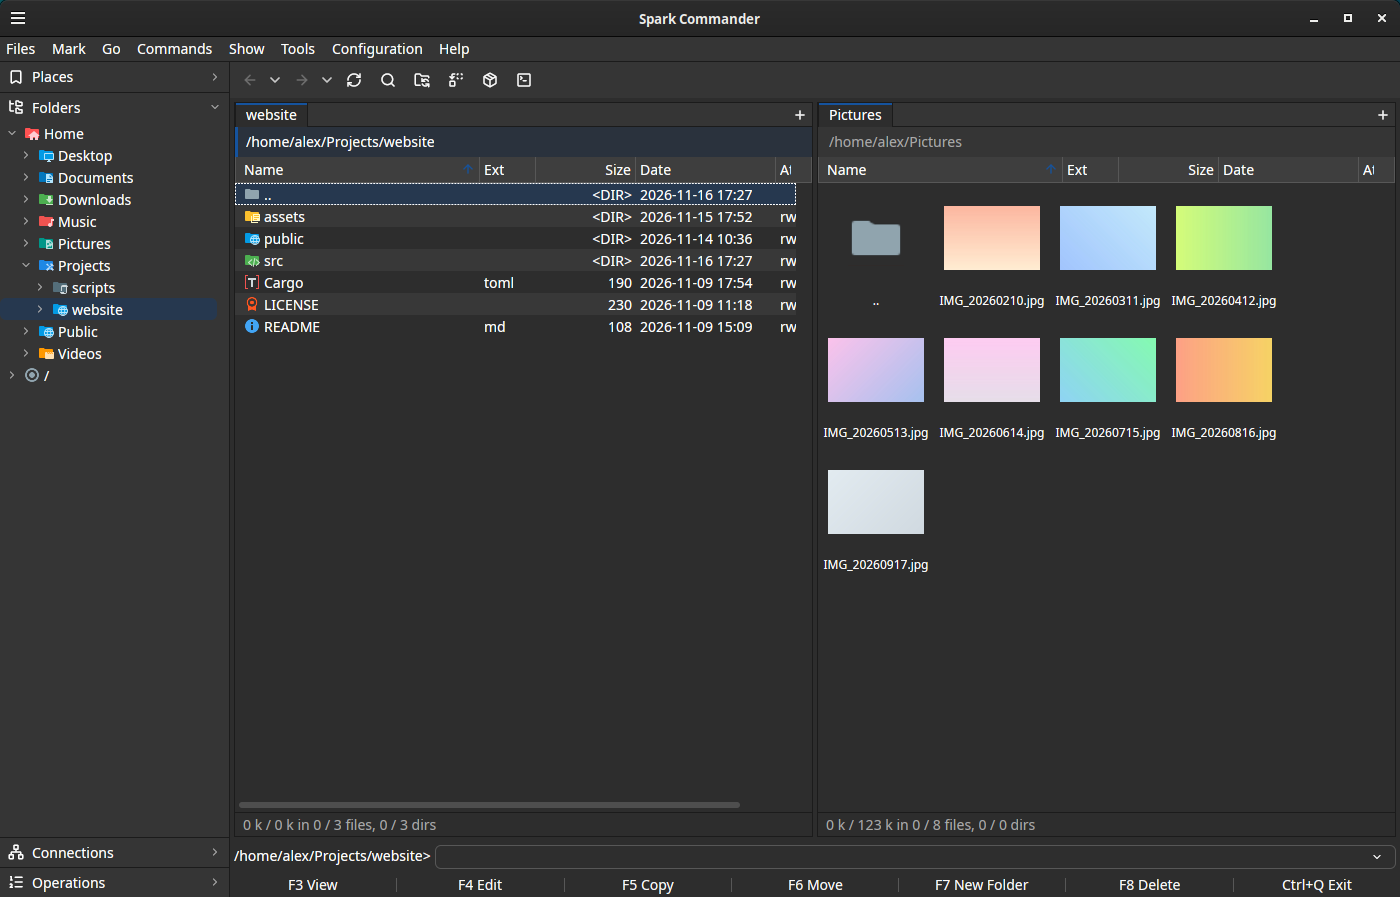 Spark Commander
Files Mark Go Commands Show Tools Configuration Help
Places
Folders
Home
Desktop
Documents
Downloads
Music
Pictures
Projects
scripts
website
Public
Videos
/
Connections
Operations
website +
/home/alex/Projects/website
Name Ext Size Date At
.. <DIR> 2026-11-16 17:27
assets <DIR> 2026-11-15 17:52 rw
public <DIR> 2026-11-14 10:36 rw
src <DIR> 2026-11-16 17:27 rw
Cargo toml 190 2026-11-09 17:54 rw
LICENSE 230 2026-11-09 11:18 rw
README md 108 2026-11-09 15:09 rw
0 k / 0 k in 0 / 3 files, 0 / 3 dirs
Pictures +
/home/alex/Pictures
Name Ext Size Date At
.. IMG_20260210.jpg IMG_20260311.jpg IMG_20260412.jpg
IMG_20260513.jpg IMG_20260614.jpg IMG_20260715.jpg IMG_20260816.jpg
IMG_20260917.jpg
0 k / 123 k in 0 / 8 files, 0 / 0 dirs
/home/alex/Projects/website>
F3 View F4 Edit F5 Copy F6 Move F7 New Folder F8 Delete Ctrl+Q Exit